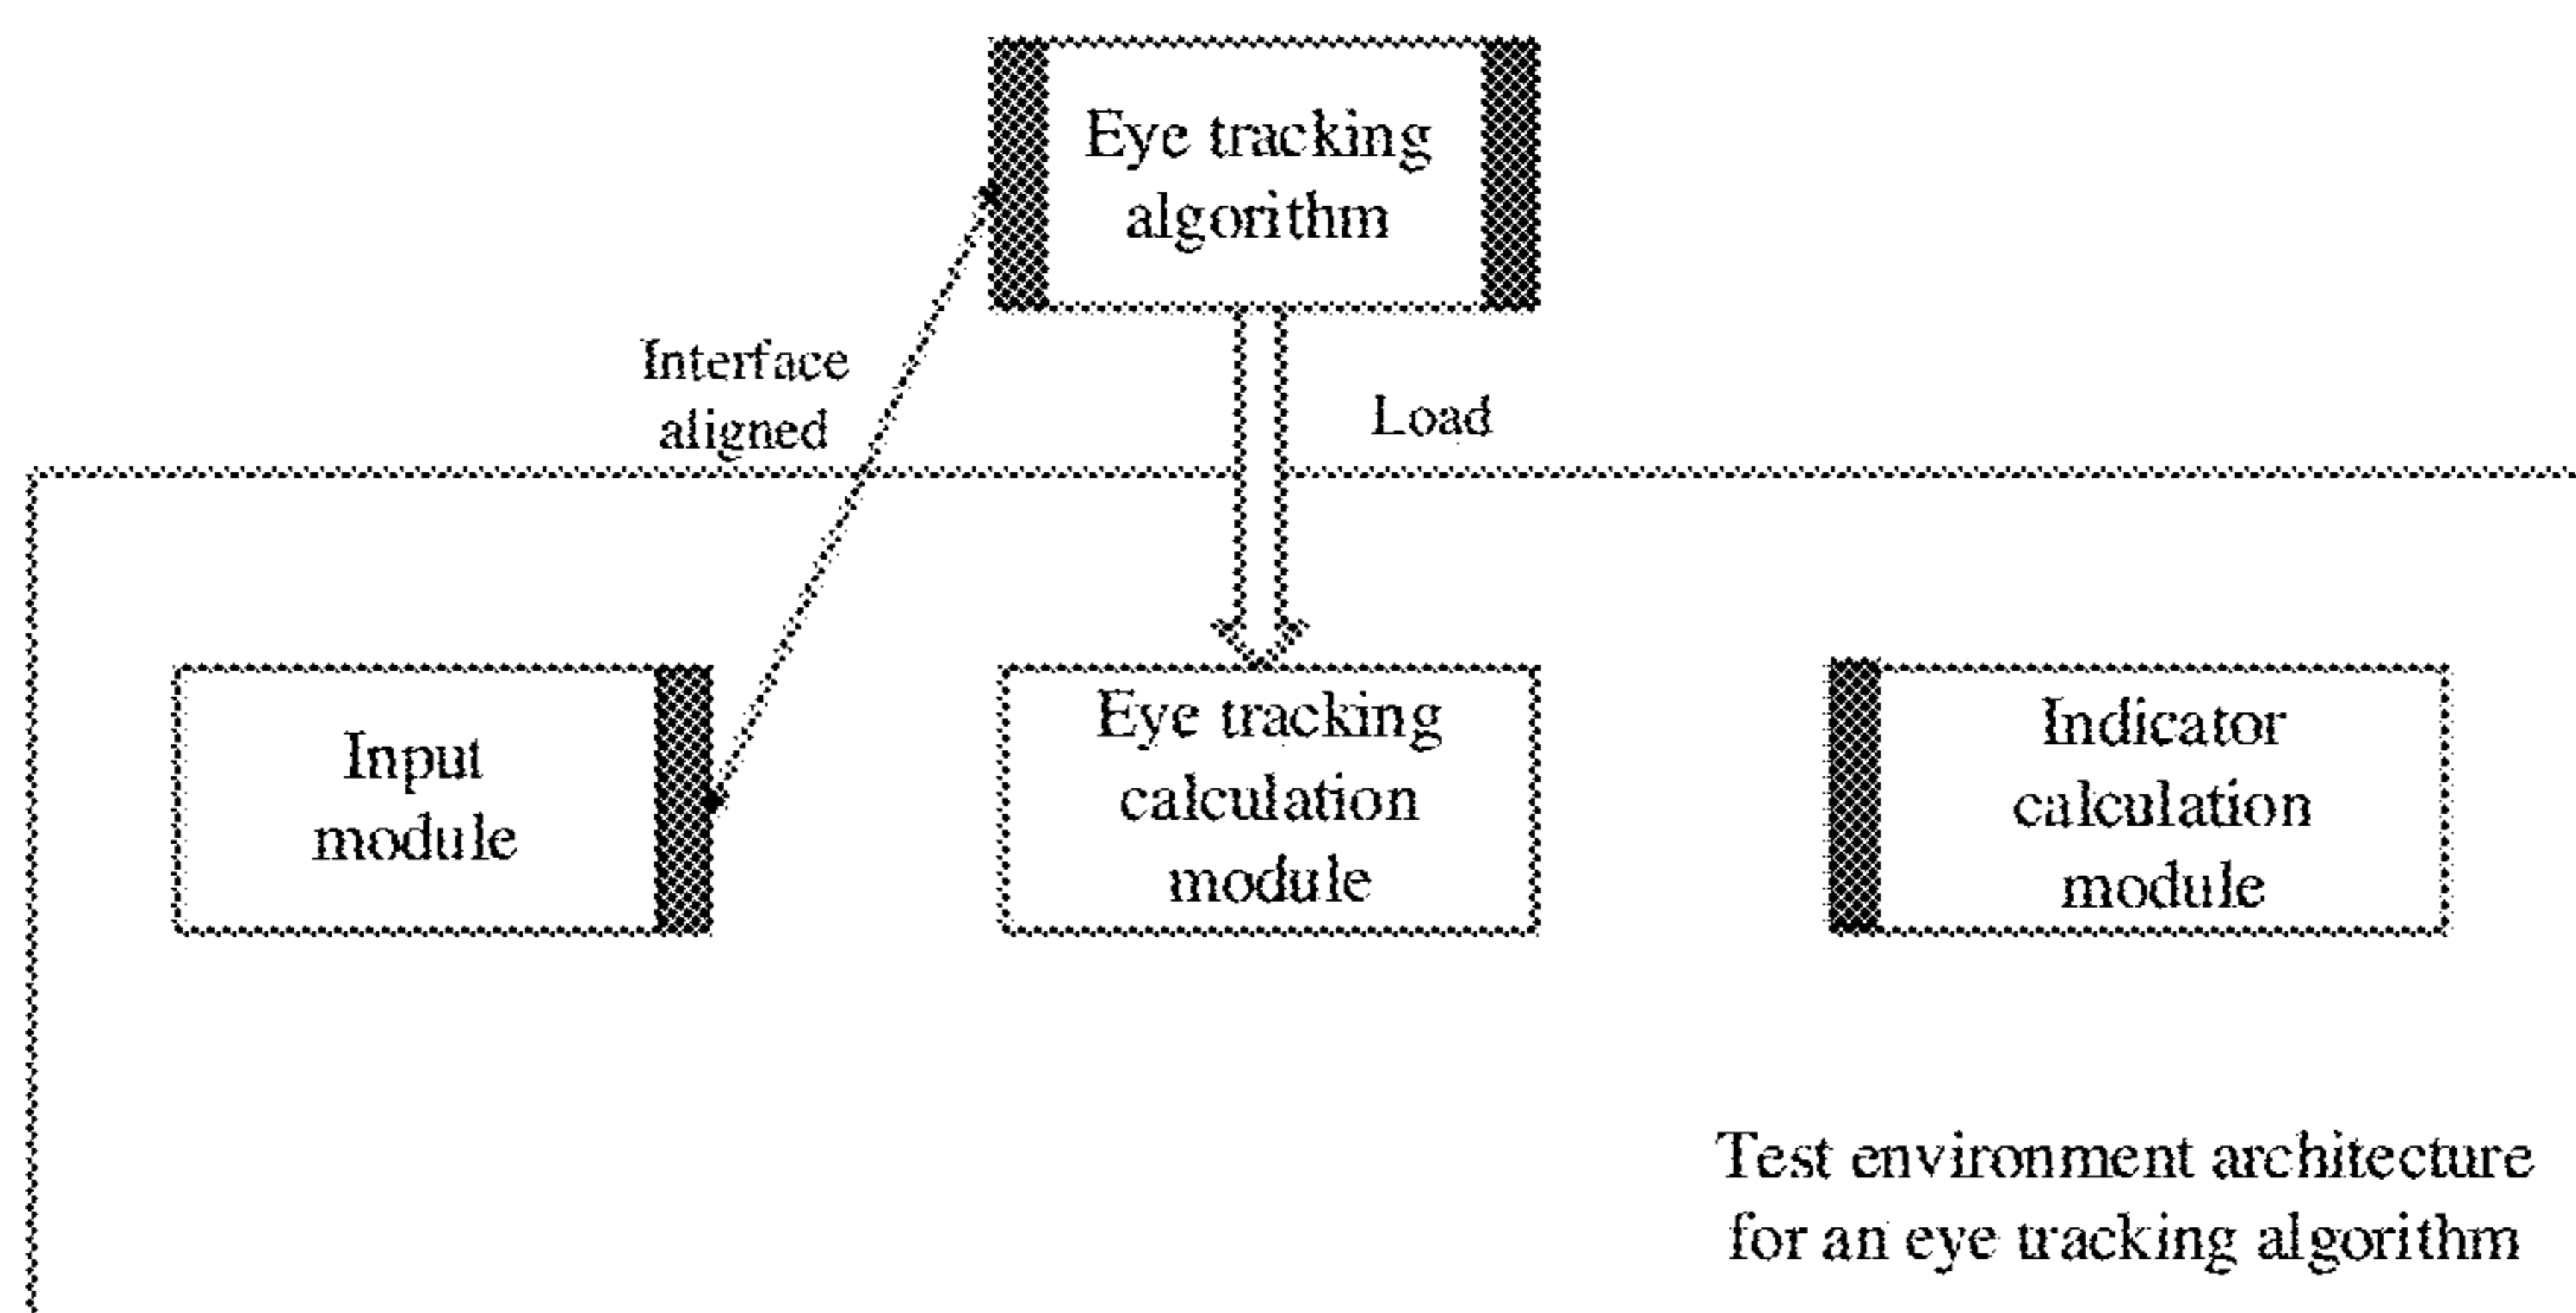 Eye tracking
algorithm
Interface
aligned
Load
Input
module
Eye tracking
calculation
module
Indicator
calculation
module
Test environment architecture
for an eye tracking algorithm